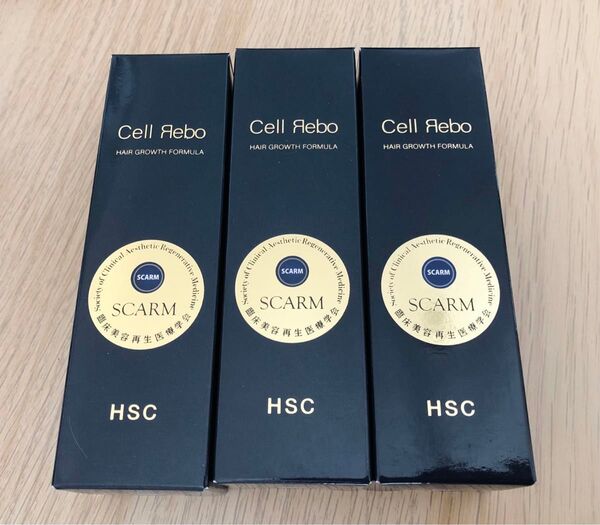 Cell Яebo
HAIR GROWTH FORMULA
Society of Clinical Aesthetic Regenerative Medicine
SCARM
SCARM
臨床美容再生医療学会
HSC
Cell Яebo
HAIR GROWTH FORMULA
Society of Clinical Aesthetic Regenerative Medicine
SCARM
SCARM
臨床美容再生医療学会
HSC
Cell Яebo
HAIR GROWTH FORMULA
Society of Clinical Aesthetic Regenerative Medicine
SCARM
SCARM
臨床美容再生医療学会
HSC